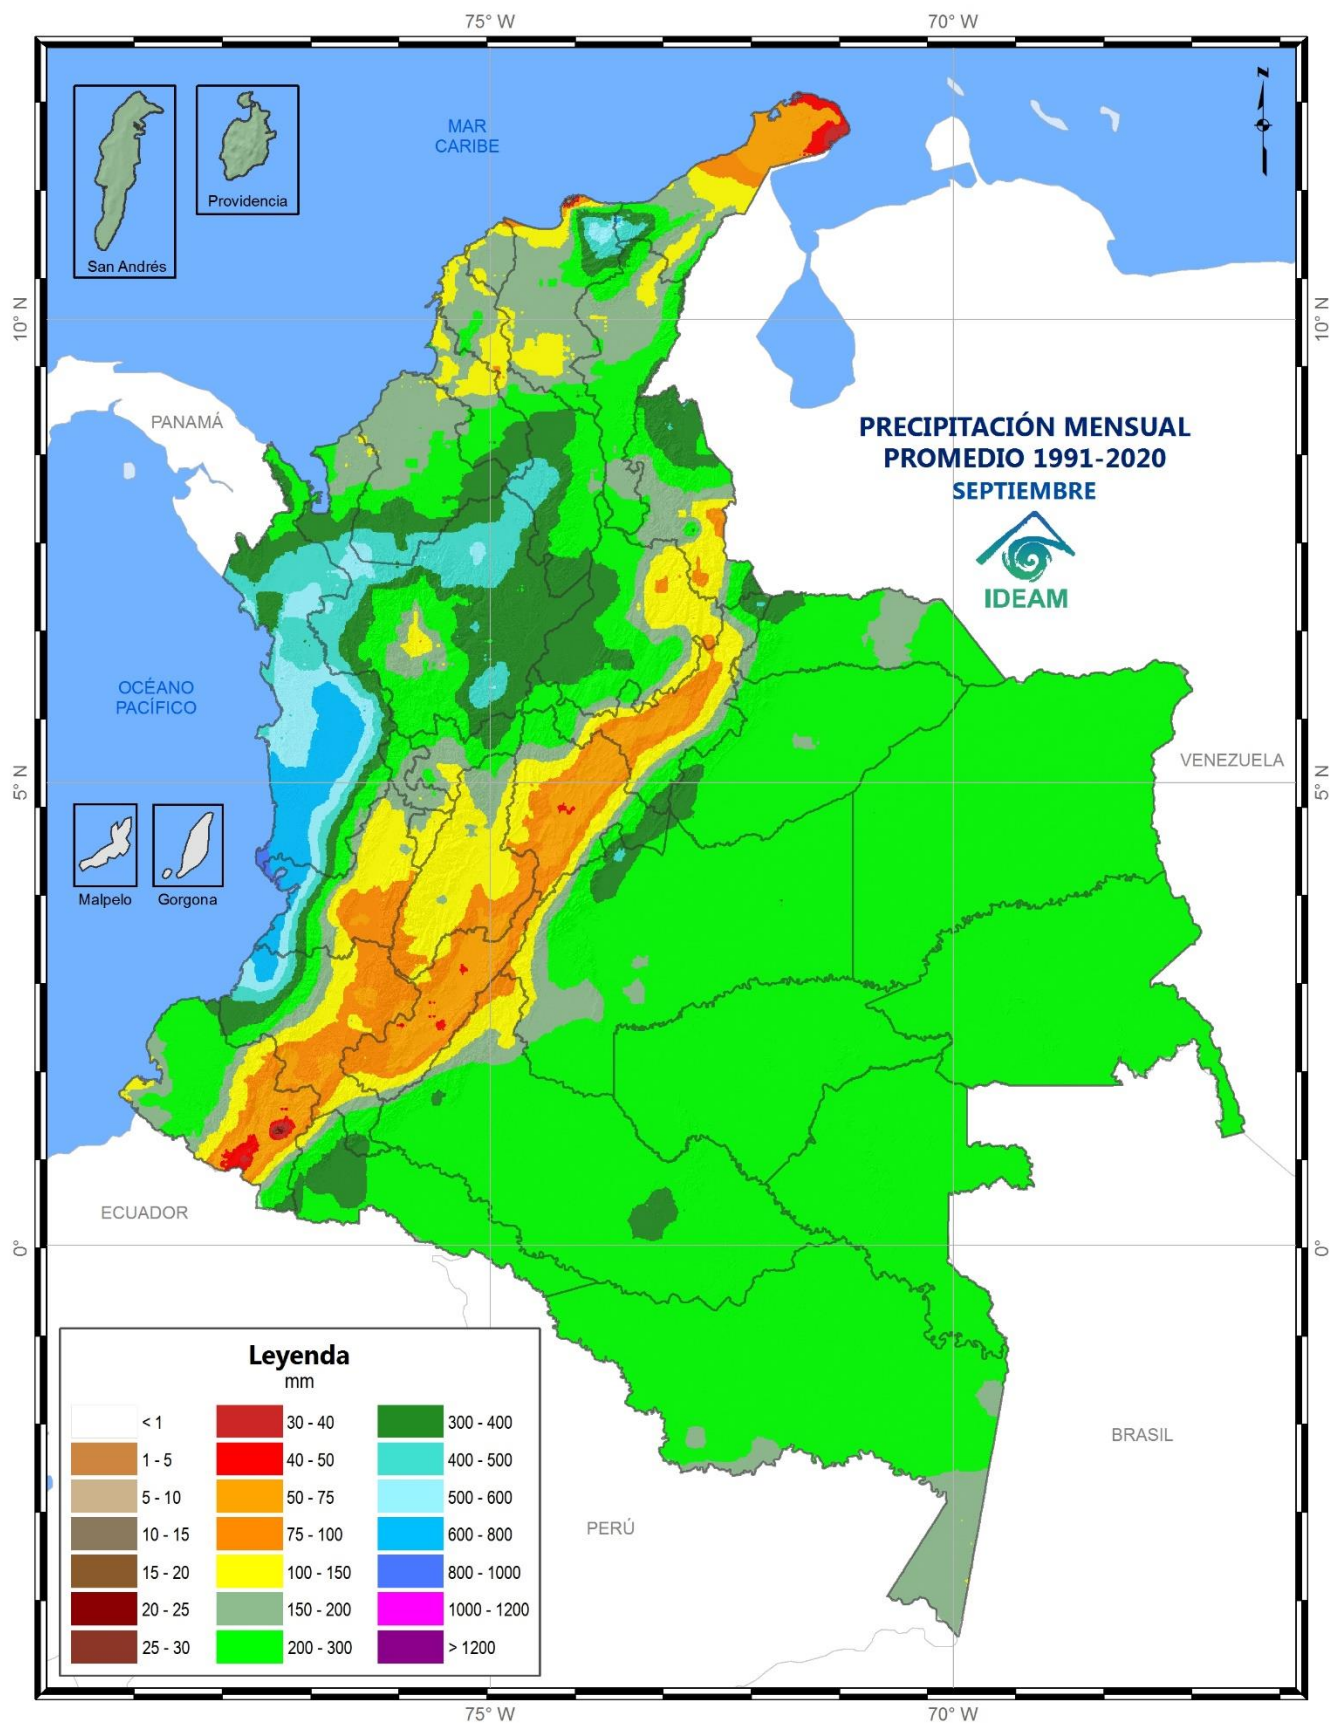 75° W
70° W
MAR
CARIBE
Providencia
San Andrés
10° N
10° N
PANAMÁ
PRECIPITACIÓN MENSUAL
PROMEDIO 1991-2020
SEPTIEMBRE
IDEAM
OCÉANO
PACÍFICO
VENEZUELA
5° N
5° N
Malpelo
Gorgona
ECUADOR
0°
0°
Leyenda
mm
< 1
1 - 5
5 - 10
10 - 15
15 - 20
20 - 25
25 - 30
30 - 40
40 - 50
50 - 75
75 - 100
100 - 150
150 - 200
200 - 300
300 - 400
400 - 500
500 - 600
600 - 800
800 - 1000
1000 - 1200
> 1200
BRASIL
PERÚ
75° W
70° W
N